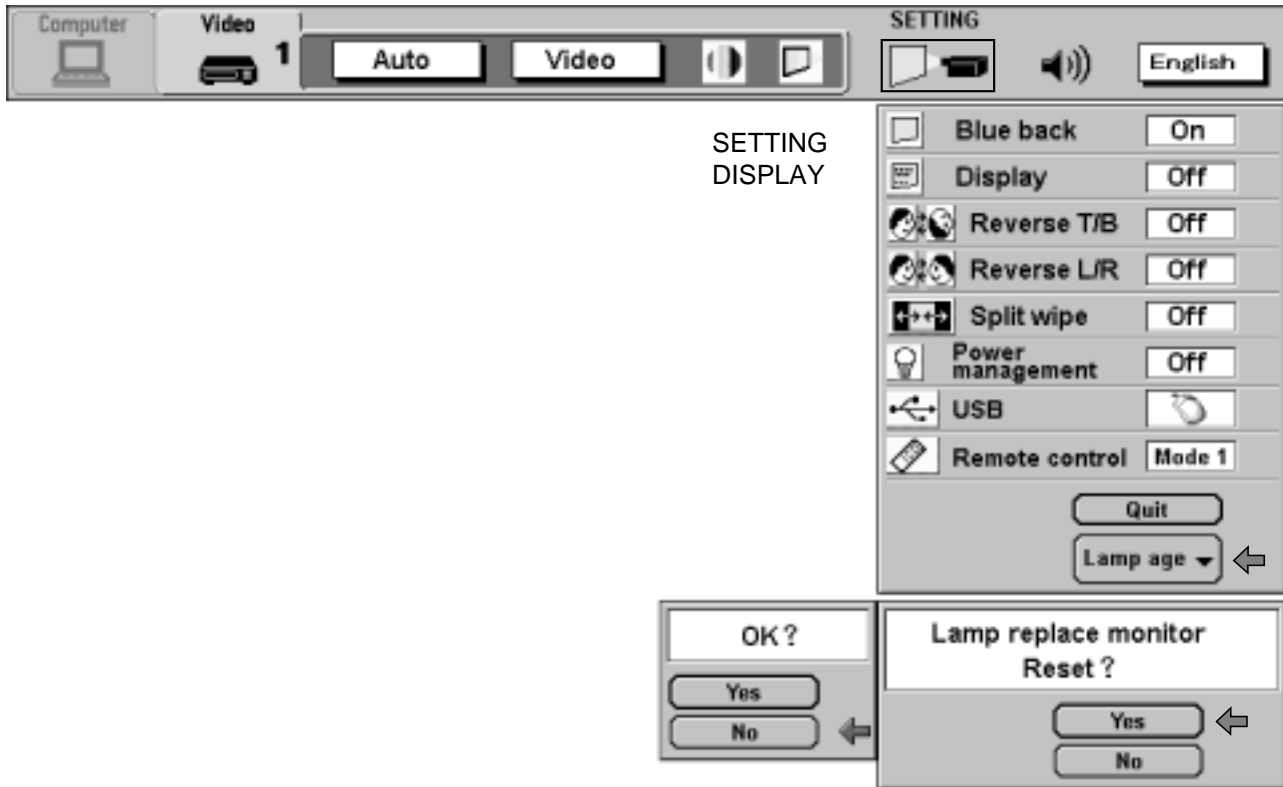 Computer
Video
1
Auto
Video
SETTING
English
SETTING
DISPLAY
Blue back On
Display Off
Reverse T/B Off
Reverse L/R Off
Split wipe Off
Power
management Off
USB
Remote control Mode 1
Quit
Lamp age
OK?
Yes
No
Lamp replace monitor
Reset?
Yes
No